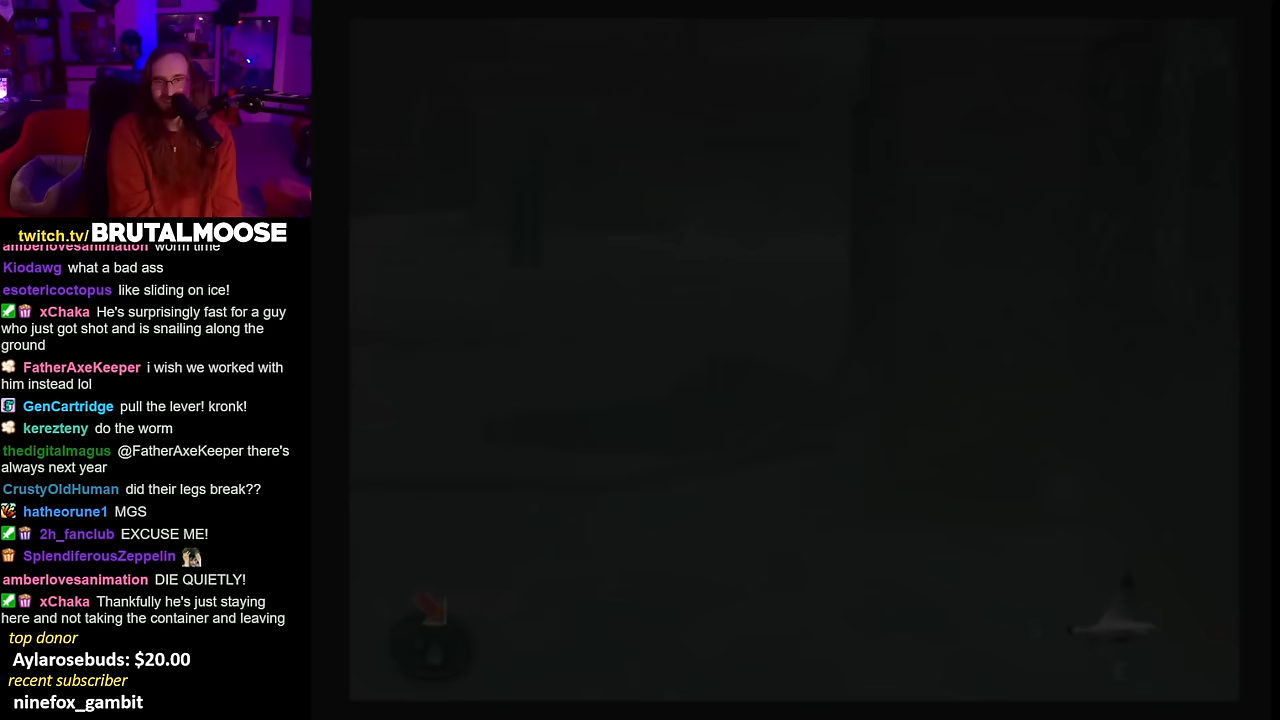 twitch.tv/BRUTALMOOSE
amberlovesanimation worm time
Kiodawg what a bad ass
esotericoctopus like sliding on ice!
xChaka He's surprisingly fast for a guy
who just got shot and is snailing along the
ground
FatherAxeKeeper i wish we worked with
him instead lol
GenCartridge pull the lever! kronk!
kerezteny do the worm
thedigitalmagus @FatherAxeKeeper there's
always next year
CrustyOldHuman did their legs break??
hatheorune1 MGS
2h_fanclub EXCUSE ME!
SplendiferousZeppelin
amberlovesanimation DIE QUIETLY!
xChaka Thankfully he's just staying
here and not taking the container and leaving
top donor
Aylarosebuds: $20.00
recent subscriber
ninefox_gambit